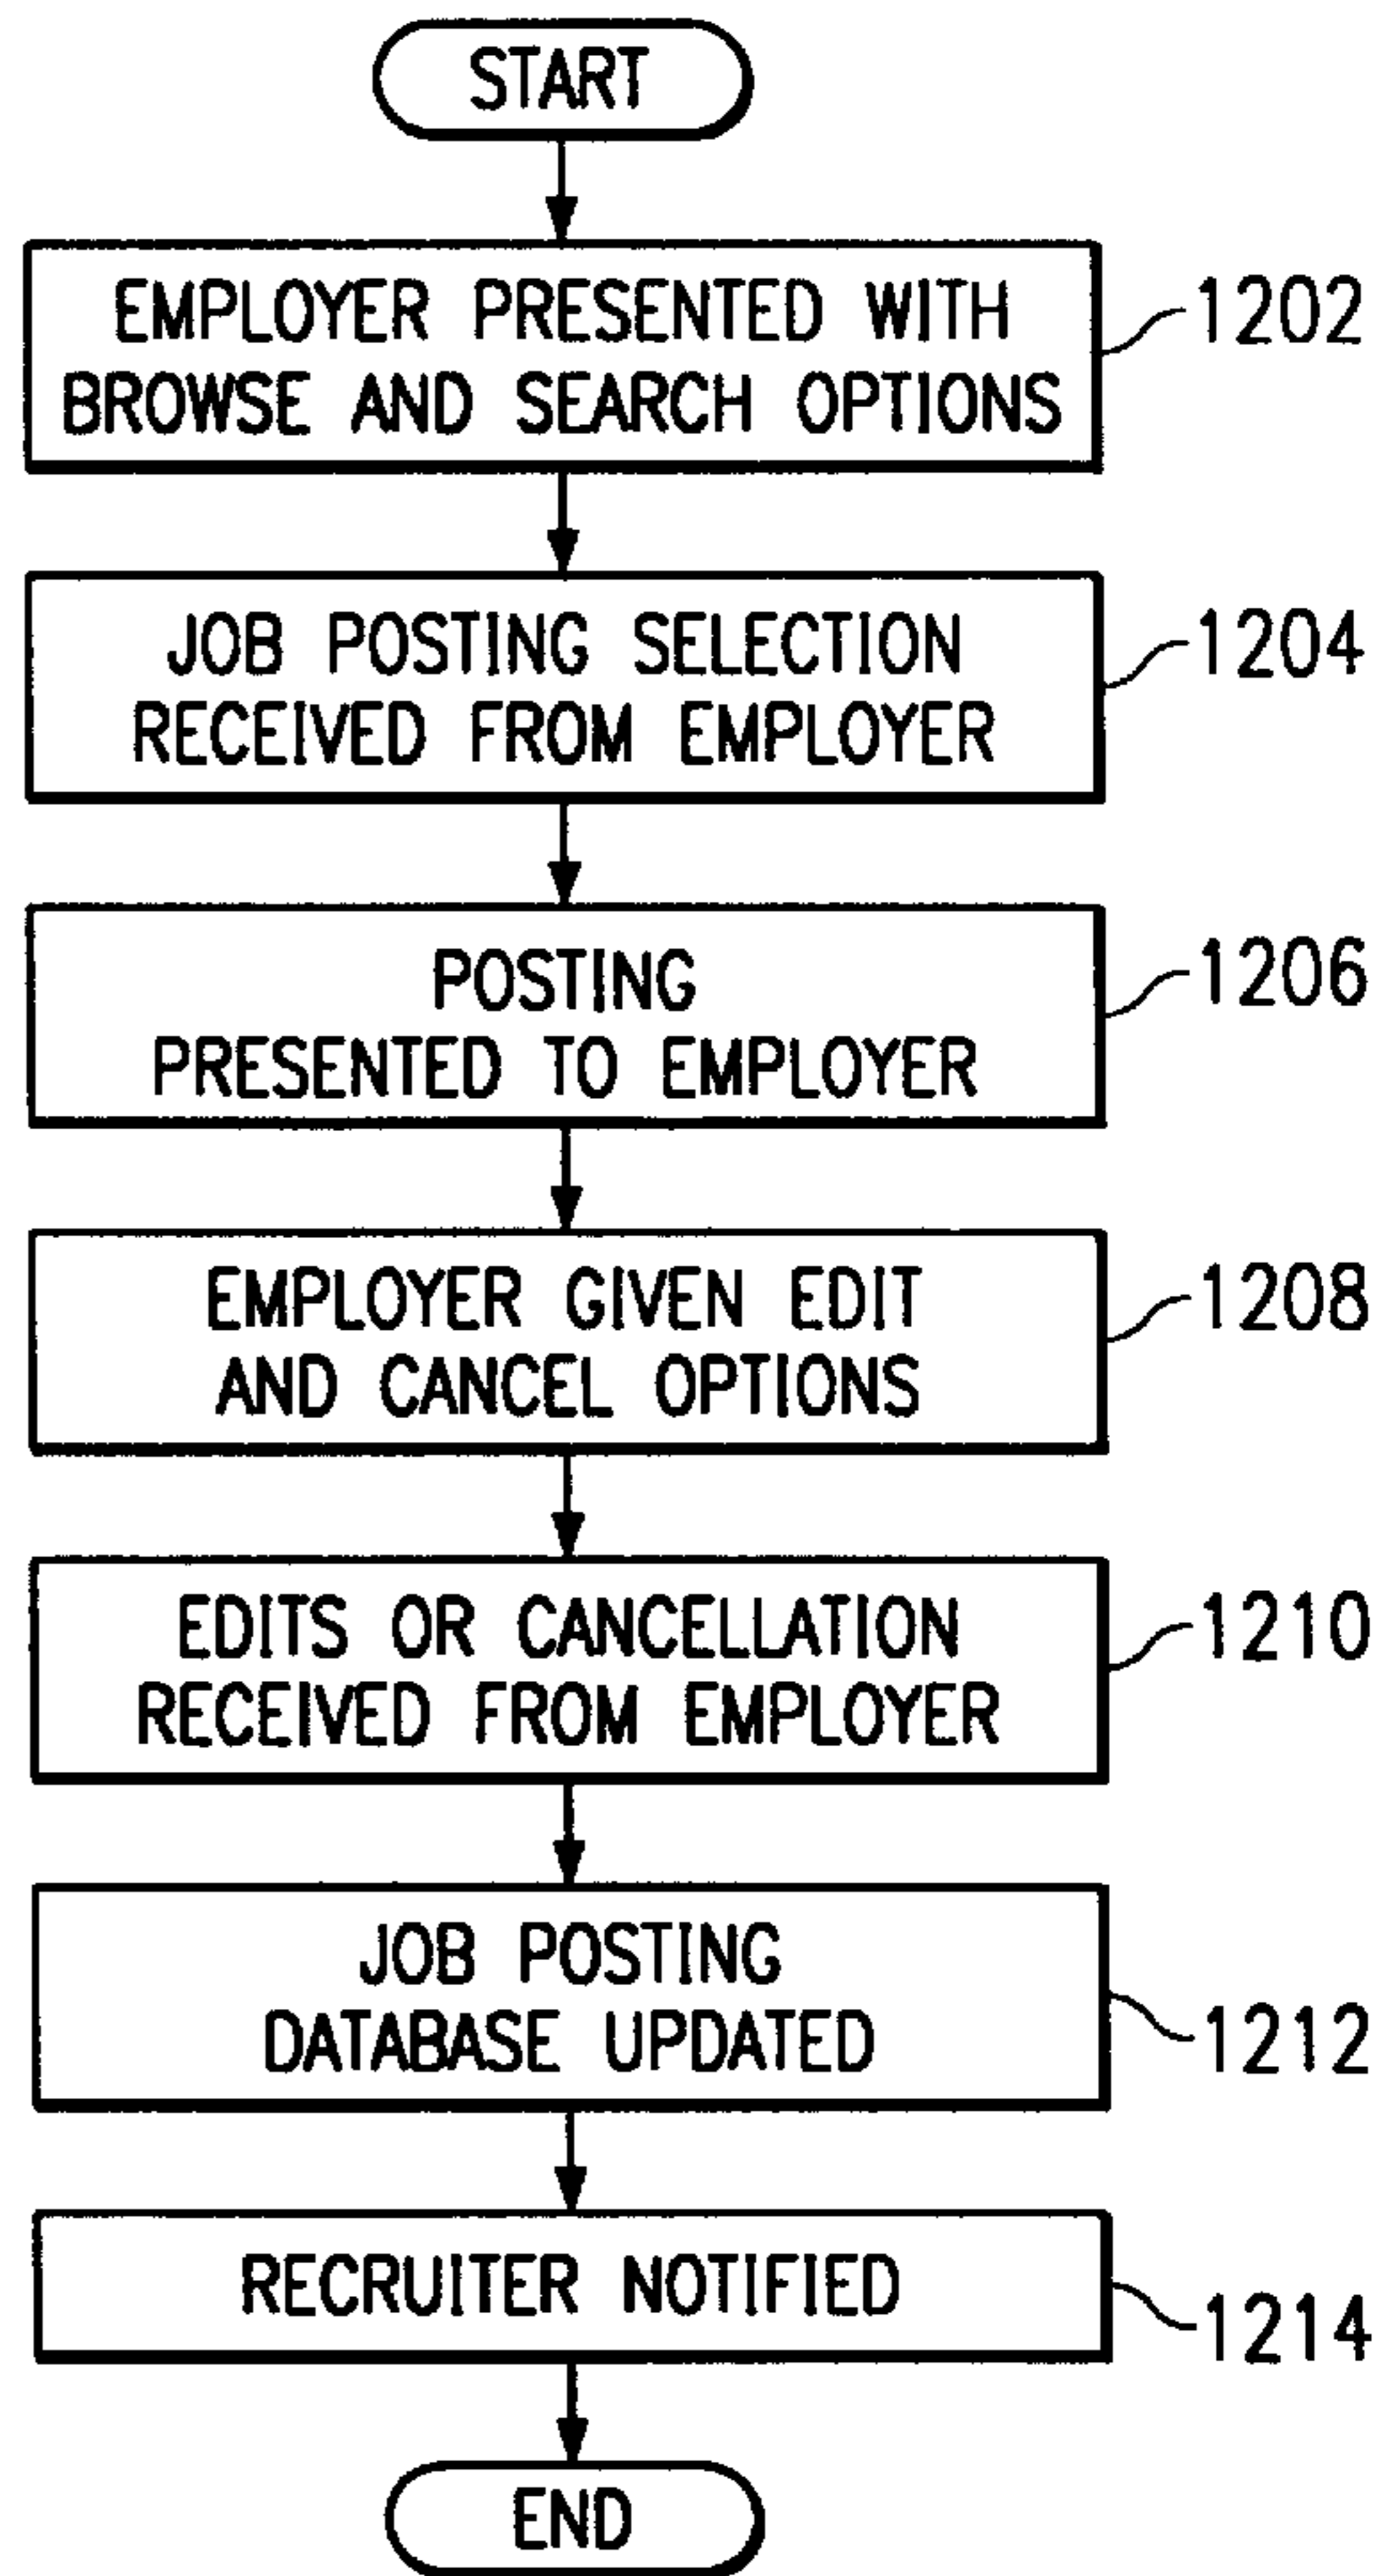 START
EMPLOYER PRESENTED WITH
BROWSE AND SEARCH OPTIONS
1202
JOB POSTING SELECTION
RECEIVED FROM EMPLOYER
1204
POSTING
PRESENTED TO EMPLOYER
1206
EMPLOYER GIVEN EDIT
AND CANCEL OPTIONS
1208
EDITS OR CANCELLATION
RECEIVED FROM EMPLOYER
1210
JOB POSTING
DATABASE UPDATED
1212
RECRUITER NOTIFIED
1214
END